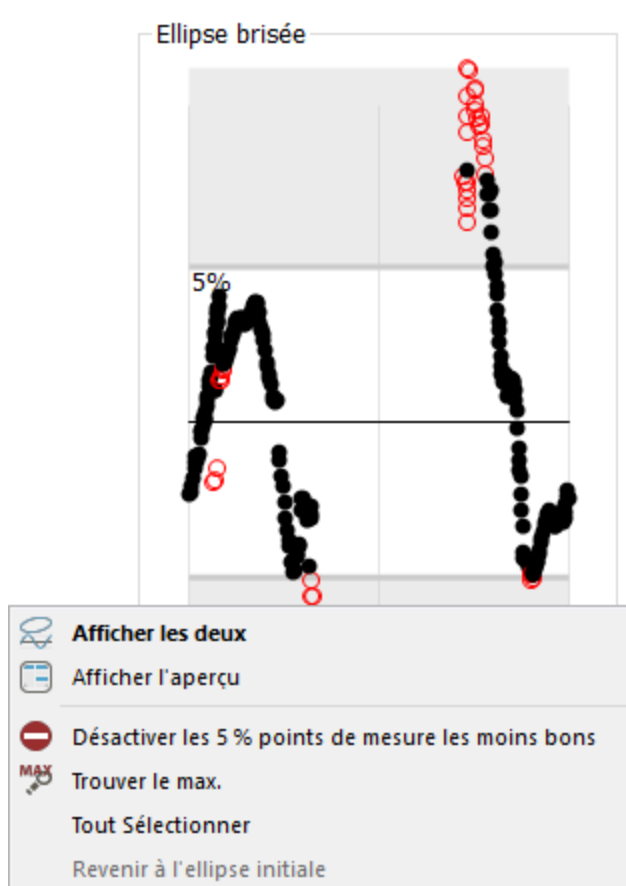 Ellipse brisée
5%
Afficher les deux
Afficher l'aperçu
Désactiver les 5 % points de mesure les moins bons
MAX
Trouver le max.
Tout Sélectionner
Revenir à l'ellipse initiale